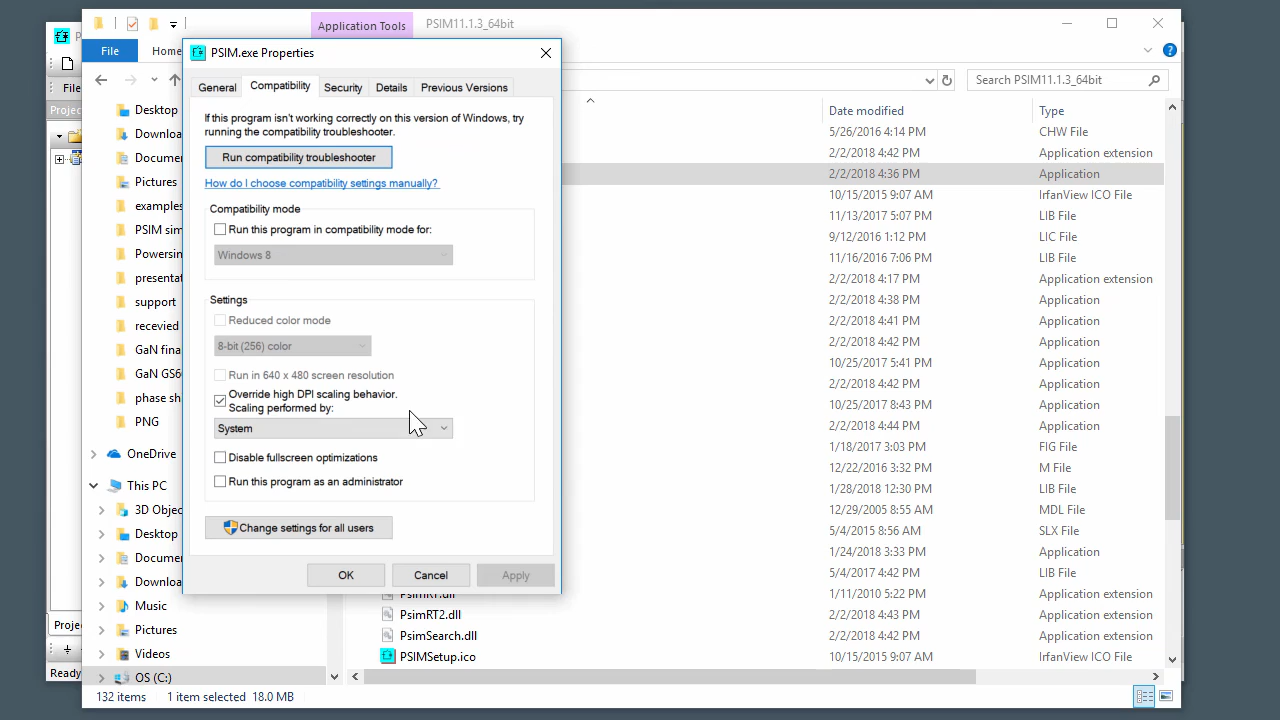 Application Tools
PSIM11.1.3_64bit
File
Home
PSIM.exe Properties
General
Compatibility
Security
Details
Previous Versions
If this program isn't working correctly on this version of Windows, try
running the compatibility troubleshooter.
Run compatibility troubleshooter
How do I choose compatibility settings manually?
Compatibility mode
Run this program in compatibility mode for:
Windows 8
Settings
Reduced color mode
8-bit (256) color
Run in 640 x 480 screen resolution
Override high DPI scaling behavior.
Scaling performed by:
System
Disable fullscreen optimizations
Run this program as an administrator
Change settings for all users
OK
Cancel
Apply
File
Ready
Desktop
Pictures
examples
support
recevied
PNG
OneDrive
This PC
Desktop
Music
Pictures
Videos
OS (C:)
132 items
1 item selected 18.0 MB
Search PSIM11.1.3_64bit
Date modified
Type
5/26/2016 4:14 PM CHW File
2/2/2018 4:42 PM Application extension
2/2/2018 4:36 PM Application
10/15/2015 9:07 AM IrfanView ICO File
11/13/2017 5:07 PM LIB File
9/12/2016 1:12 PM LIC File
11/16/2016 7:06 PM LIB File
2/2/2018 4:17 PM Application extension
2/2/2018 4:38 PM Application
2/2/2018 4:41 PM Application
2/2/2018 4:42 PM Application
10/25/2017 5:41 PM Application
2/2/2018 4:42 PM Application
10/25/2017 8:43 PM Application
2/2/2018 4:44 PM Application
1/18/2017 3:03 PM FIG File
12/22/2016 3:32 PM M File
1/28/2018 12:30 PM LIB File
12/29/2005 8:55 AM MDL File
5/4/2015 8:56 AM SLX File
1/24/2018 3:33 PM Application
5/4/2017 4:42 PM LIB File
PsimRT.dll 1/11/2010 5:22 PM Application extension
PsimRT2.dll 2/2/2018 4:43 PM Application extension
PsimSearch.dll 2/2/2018 4:42 PM Application extension
PSIMSetup.ico 10/15/2015 9:07 AM IrfanView ICO File